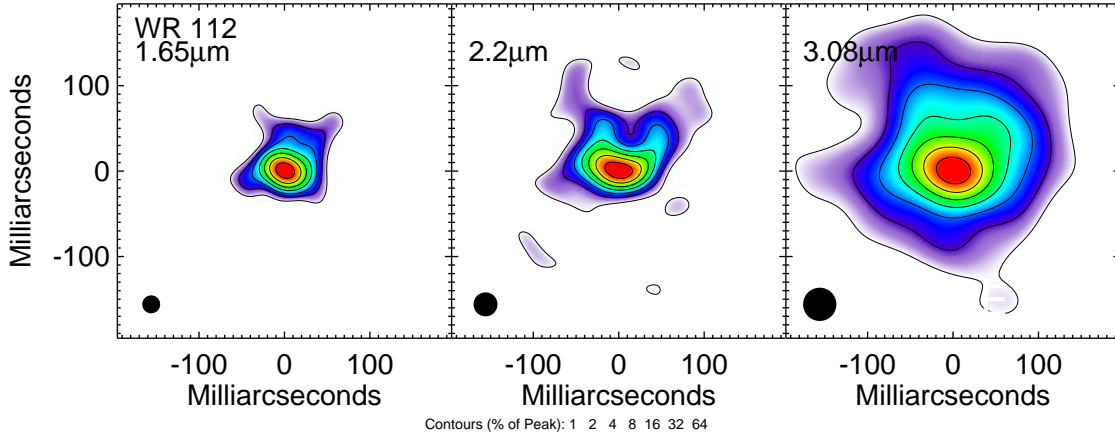 WR 112
1.65μm
2.2μm
3.08μm
Milliarcseconds
100
0
-100
-100 0 100
-100 0 100
-100 0 100
Milliarcseconds
Milliarcseconds
Milliarcseconds
Contours (% of Peak): 1 2 4 8 16 32 64